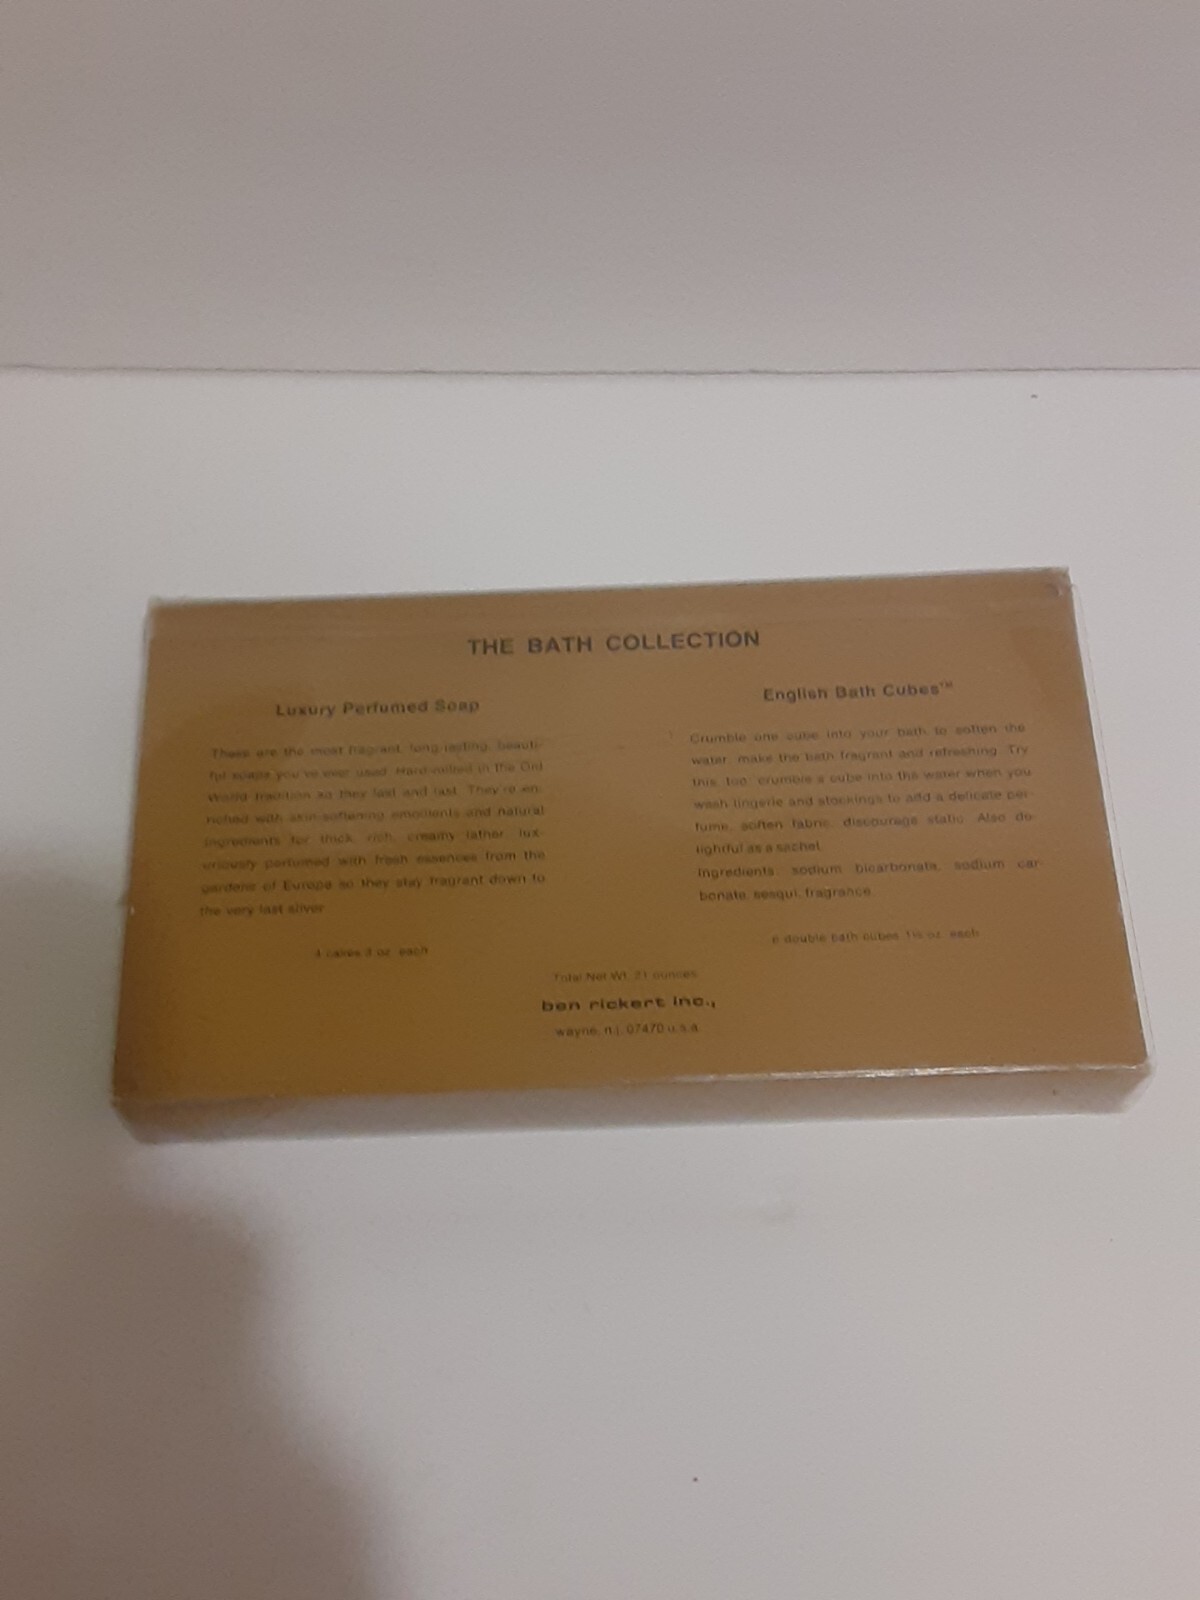 THE BATH COLLECTION
Luxury Perfumed Soap
These are the most fragrant, long-lasting, beauti-
ful soaps you've ever used. Hard-milled in the Old
World tradition so they last and last. They're en-
riched with skin-softening emollients and natural
ingredients for thick, rich, creamy lather, lux-
uriously perfumed with fresh essences from the
gardens of Europe so they stay fragrant down to
the very last sliver.
4 cakes 3 oz. each
English Bath Cubes™
Crumble one cube into your bath to soften the
water, make the bath fragrant and refreshing. Try
this, too: crumble a cube into the water when you
wash lingerie and stockings to add a delicate per-
fume, soften fabric, discourage static. Also de-
lightful as a sachet.
Ingredients: sodium bicarbonate, sodium car-
bonate, sesqui, fragrance.
6 double bath cubes 1½ oz. each
Total Net Wt. 21 ounces
ben rickert inc.,
wayne, n.j. 07470 u.s.a.